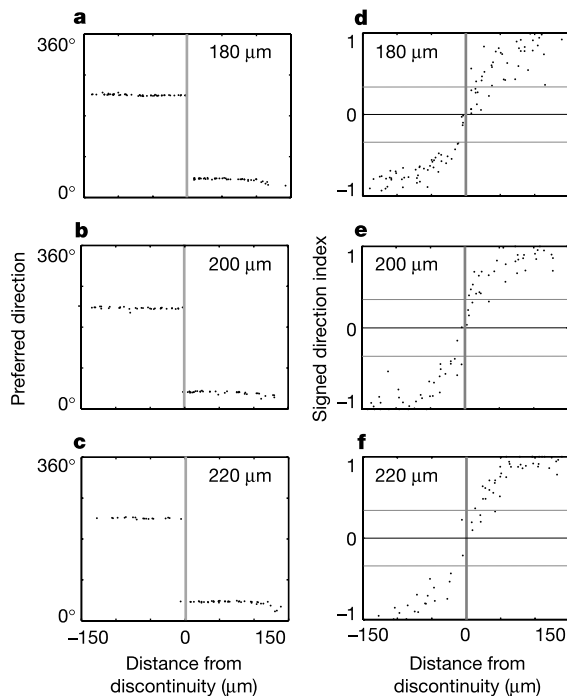 a
360°
180 μm
0°
b
360°
200 μm
0°
c
360°
220 μm
0°
−150
0
150
Distance from
discontinuity (μm)
Preferred direction
d
1
180 μm
0
−1
e
1
200 μm
0
−1
f
1
220 μm
0
−1
−150
0
150
Distance from
discontinuity (μm)
Signed direction index